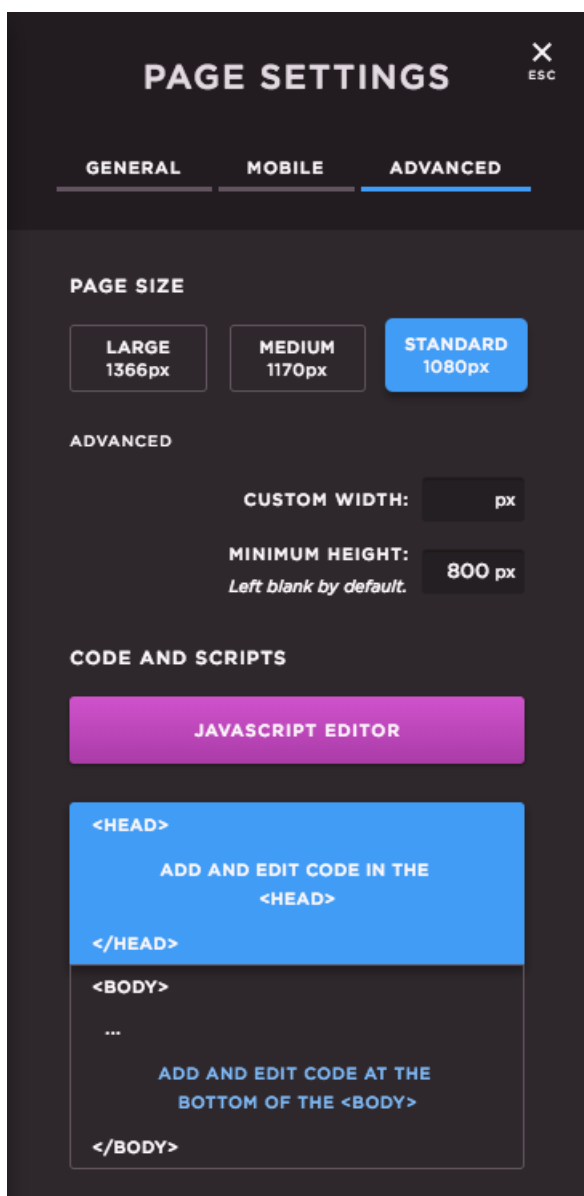 PAGE SETTINGS
ESC
GENERAL
MOBILE
ADVANCED
PAGE SIZE
LARGE
1366px
MEDIUM
1170px
STANDARD
1080px
ADVANCED
CUSTOM WIDTH: px
MINIMUM HEIGHT:
Left blank by default.
800 px
CODE AND SCRIPTS
JAVASCRIPT EDITOR
<HEAD>
ADD AND EDIT CODE IN THE
<HEAD>
</HEAD>
<BODY>
...
ADD AND EDIT CODE AT THE
BOTTOM OF THE <BODY>
</BODY>